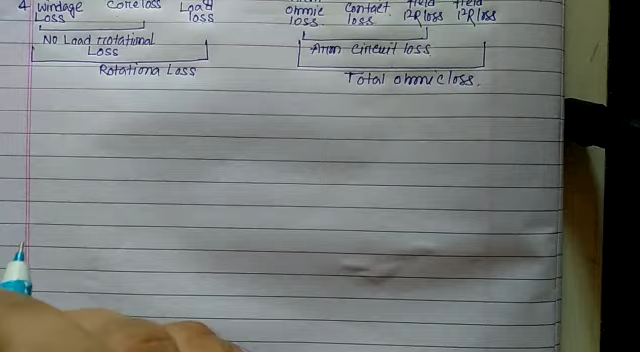 4 Windage Core loss Load ohmic Contact field field
Loss loss loss. loss I²R loss I²R loss
No Load rotational Arm Circuit loss
Loss
Rotationa Loss Total ohmic loss.